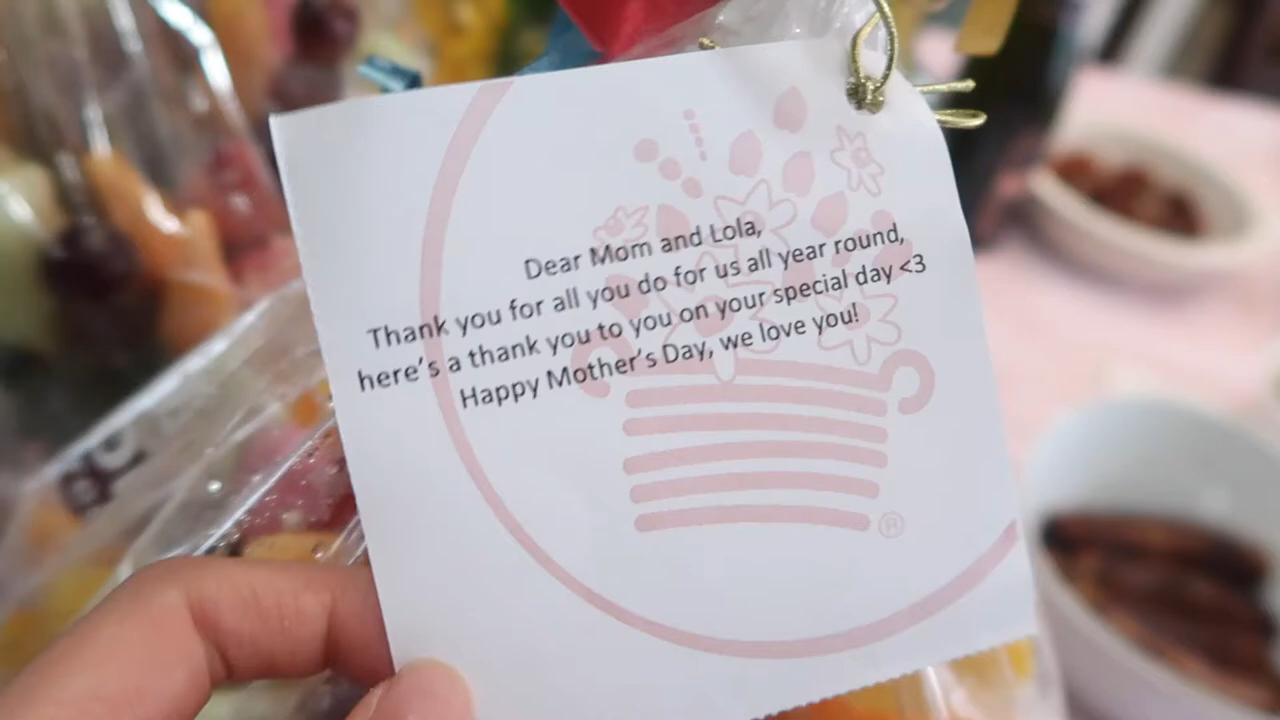 Dear Mom and Lola,
Thank you for all you do for us all year round,
here's a thank you to you on your special day <3
Happy Mother's Day, we love you!
®